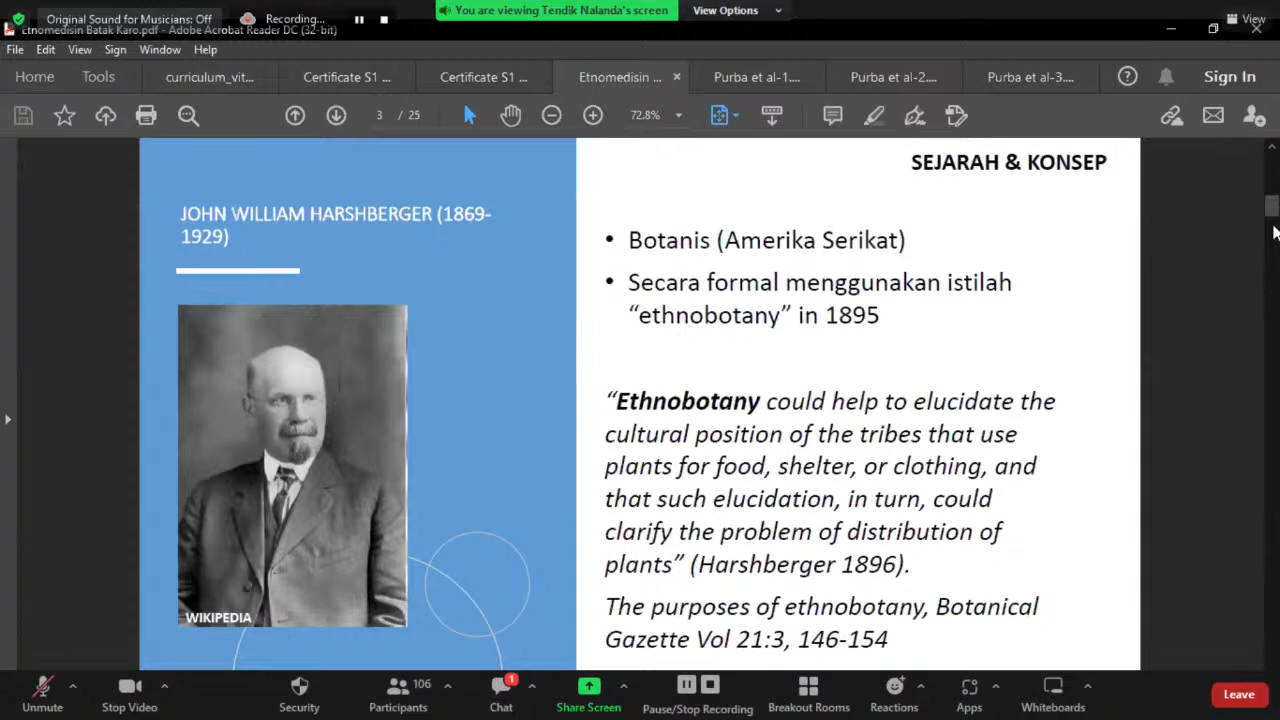 Original Sound for Musicians: Off
Recording...
You are viewing Tendik Nalanda's screen
View Options
View
Etnomedisin Batak Karo.pdf - Adobe Acrobat Reader DC (32-bit)
File Edit View Sign Window Help
Home Tools curriculum_vit... Certificate S1 ... Certificate S1 ... Etnomedisin ... × Purba et al-1.... Purba et al-2.... Purba et al-3.... Sign In
3 / 25 72.8%
SEJARAH & KONSEP
JOHN WILLIAM HARSHBERGER (1869-
1929)
WIKIPEDIA
• Botanis (Amerika Serikat)
• Secara formal menggunakan istilah
“ethnobotany” in 1895
“Ethnobotany could help to elucidate the
cultural position of the tribes that use
plants for food, shelter, or clothing, and
that such elucidation, in turn, could
clarify the problem of distribution of
plants” (Harshberger 1896).
The purposes of ethnobotany, Botanical
Gazette Vol 21:3, 146-154
106 1
Unmute Stop Video Security Participants Chat Share Screen Pause/Stop Recording Breakout Rooms Reactions Apps Whiteboards Leave